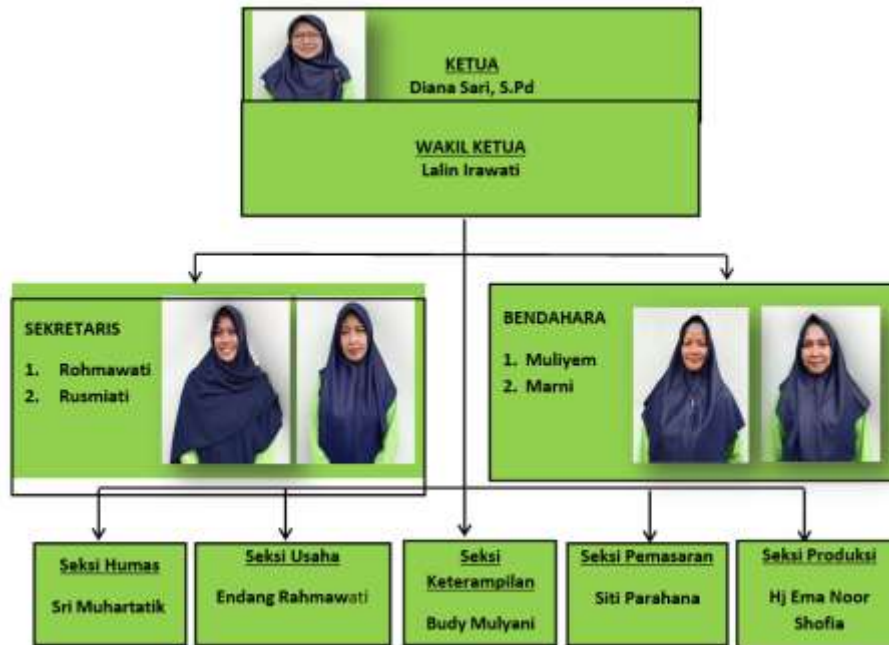 KETUA
Diana Sari, S.Pd
WAKIL KETUA
Lalin Irawati
SEKRETARIS
1. Rohmawati
2. Rusmiati
BENDAHARA
1. Muliyem
2. Marni
Seksi Humas
Sri Muhartatik
Seksi Usaha
Endang Rahmawati
Seksi
Keterampilan
Budy Mulyani
Seksi Pemasaran
Siti Parahana
Seksi Produksi
Hj Ema Noor
Shofia